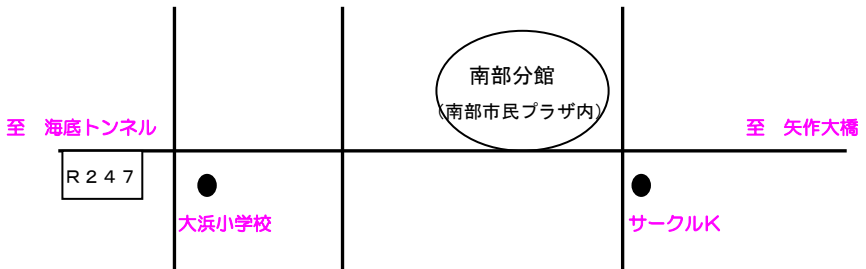 南部分館
（南部市民プラザ内）
至　海底トンネル
至　矢作大橋
Ｒ２４７
大浜小学校
サークルＫ